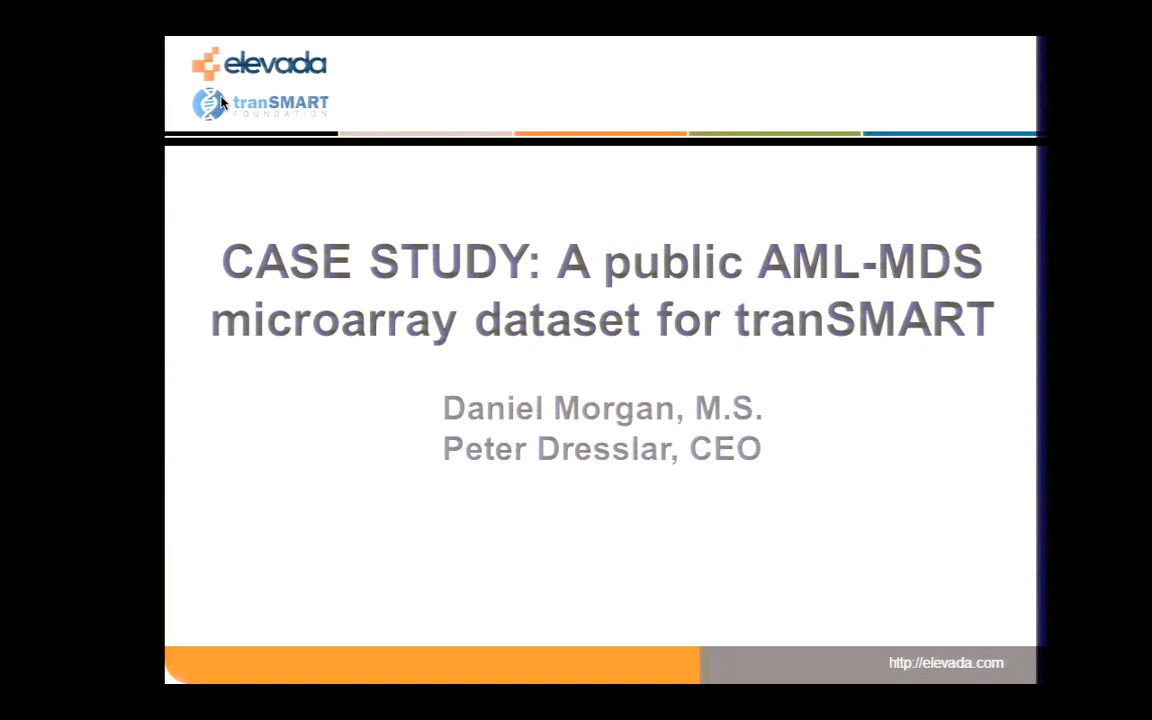 elevada
tranSMART
FOUNDATION
CASE STUDY: A public AML-MDS
microarray dataset for tranSMART
Daniel Morgan, M.S.
Peter Dresslar, CEO
http://elevada.com